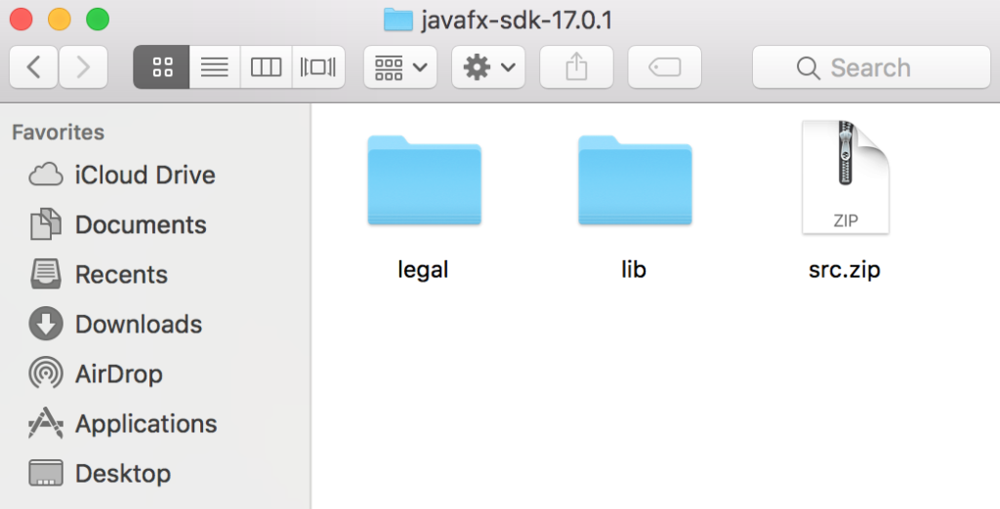 javafx-sdk-17.0.1
Search
Favorites
iCloud Drive
Documents
Recents
Downloads
AirDrop
Applications
Desktop
ZIP
legal
lib
src.zip